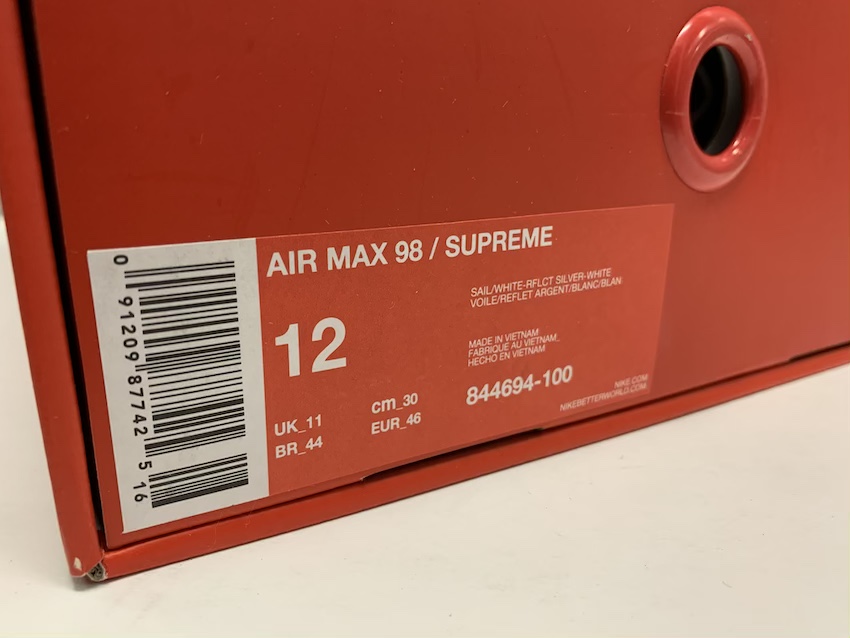 AIR MAX 98 / SUPREME
SAIL/WHITE-RFLCT SILVER-WHITE
VOILE/REFLET ARGENT/BLANC/BLAN
12
MADE IN VIETNAM
FABRIQUE AU VIETNAM_
HECHO EN VIETNAM
844694-100
UK_11
cm_30
BR_44
EUR_46
NIKE.COM
NIKEBETTERWORLD.COM
0 91209 87742 5 16